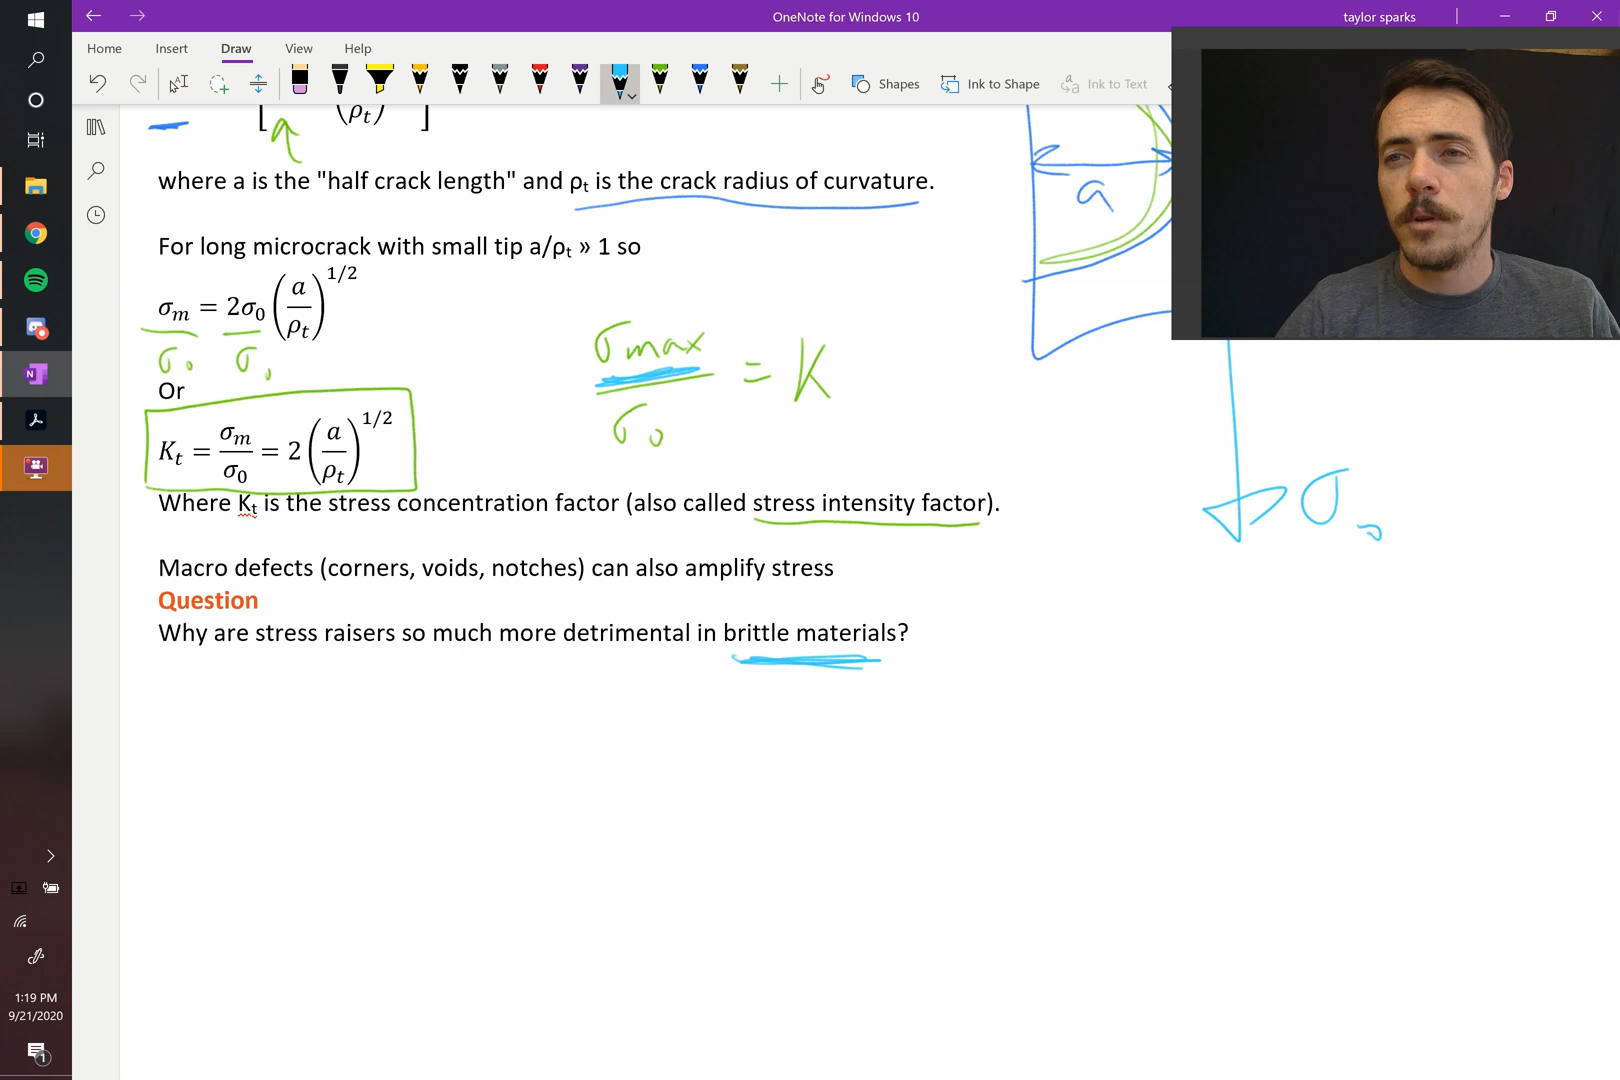 OneNote for Windows 10
taylor sparks
Home Insert Draw View Help
Shapes
Ink to Shape
Ink to Text
[ (ρₜ) ]
a
where a is the "half crack length" and ρₜ is the crack radius of curvature.
a
For long microcrack with small tip a/ρₜ » 1 so
σₘ = 2σ₀ (a/ρₜ)^1/2
σ₀ σ₀
σmax/σ₀ = K
Or
Kₜ = σₘ/σ₀ = 2 (a/ρₜ)^1/2
σ₀
Where Kₜ is the stress concentration factor (also called stress intensity factor).
Macro defects (corners, voids, notches) can also amplify stress
Question
Why are stress raisers so much more detrimental in brittle materials?
1:19 PM
9/21/2020
1